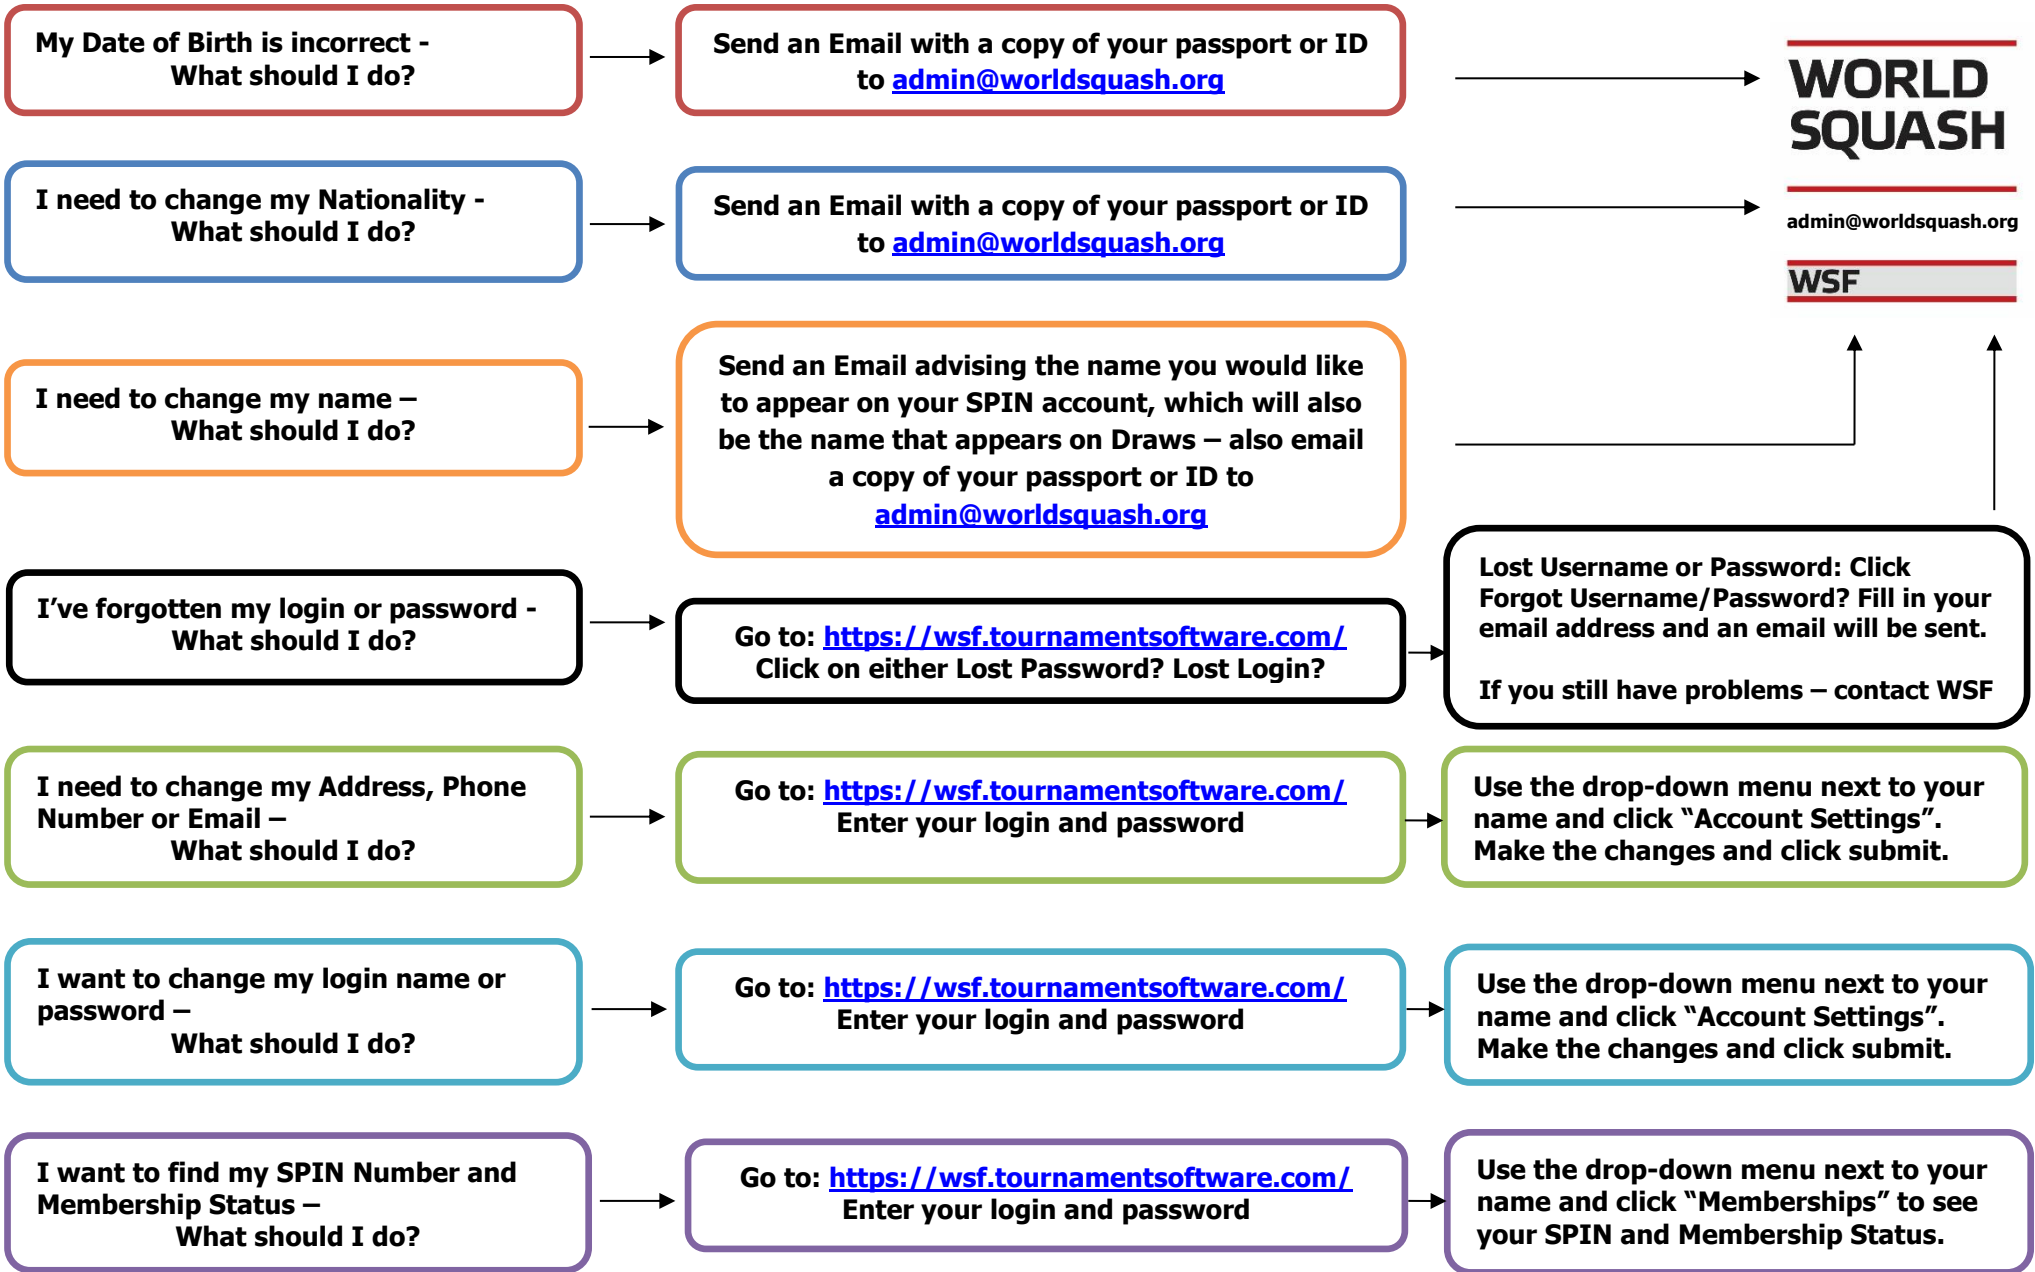 My Date of Birth is incorrect -
What should I do?
Send an Email with a copy of your passport or ID
to admin@worldsquash.org
WORLD
SQUASH
I need to change my Nationality -
What should I do?
Send an Email with a copy of your passport or ID
to admin@worldsquash.org
admin@worldsquash.org
WSF
I need to change my name –
What should I do?
Send an Email advising the name you would like
to appear on your SPIN account, which will also
be the name that appears on Draws – also email
a copy of your passport or ID to
admin@worldsquash.org
I’ve forgotten my login or password -
What should I do?
Go to: https://wsf.tournamentsoftware.com/
Click on either Lost Password? Lost Login?
Lost Username or Password: Click
Forgot Username/Password? Fill in your
email address and an email will be sent.
If you still have problems – contact WSF
I need to change my Address, Phone
Number or Email –
What should I do?
Go to: https://wsf.tournamentsoftware.com/
Enter your login and password
Use the drop-down menu next to your
name and click “Account Settings”.
Make the changes and click submit.
I want to change my login name or
password –
What should I do?
Go to: https://wsf.tournamentsoftware.com/
Enter your login and password
Use the drop-down menu next to your
name and click “Account Settings”.
Make the changes and click submit.
I want to find my SPIN Number and
Membership Status –
What should I do?
Go to: https://wsf.tournamentsoftware.com/
Enter your login and password
Use the drop-down menu next to your
name and click “Memberships” to see
your SPIN and Membership Status.